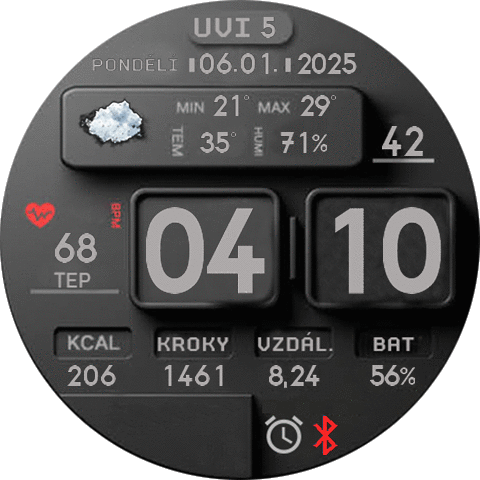 UVI 5
PONDĚLI 06.01. 2025
MIN 21° MAX 29°
TEM 35° HUMI 71%
42
BPM
68
TEP
04 10
KCAL KROKY VZDÁL. BAT
206 1461 8,24 56%